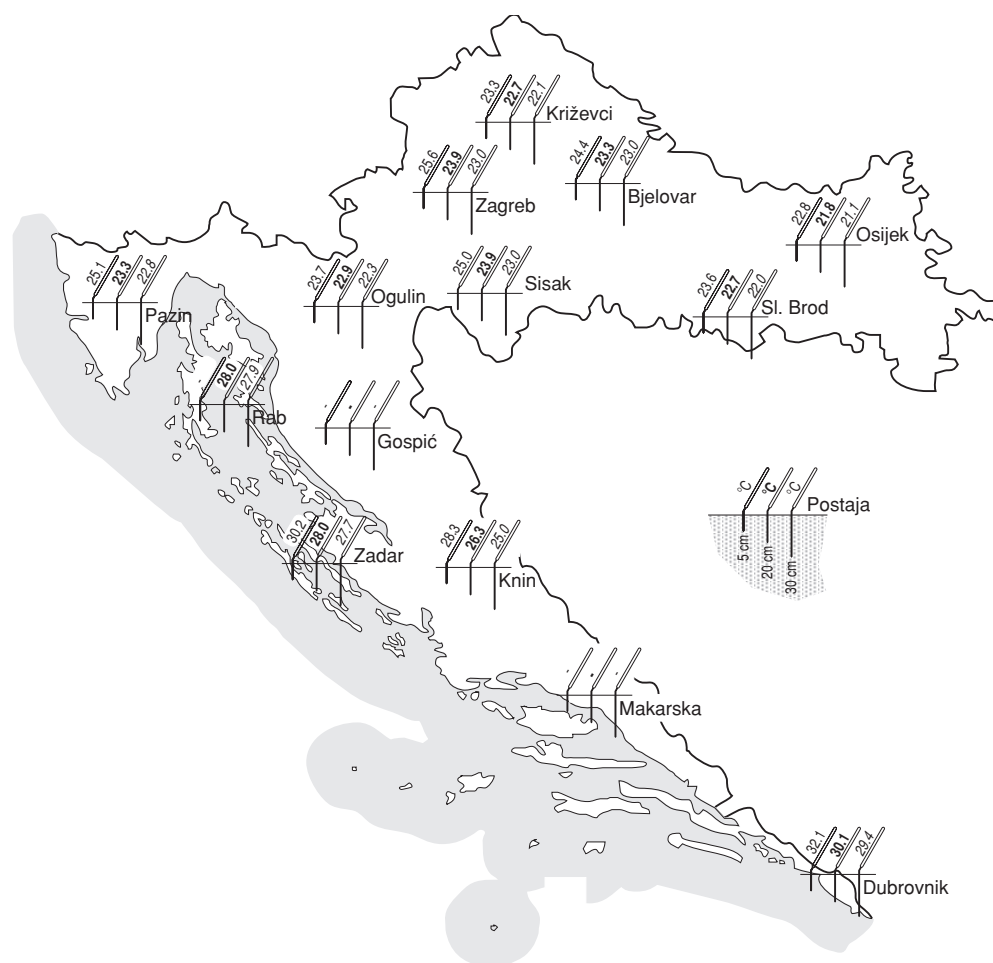 23.3 22.7 22.1
Križevci
25.6 23.9 23.0
Zagreb
24.4 23.3 23.0
Bjelovar
22.8 21.8 21.1
Osijek
25.1 23.3 22.8
Pazin
23.7 22.9 22.3
Ogulin
25.0 23.9 23.0
Sisak
23.6 22.7 22.0
Sl. Brod
- 28.0 27.9
Rab
- - -
Gospić
°C °C °C
Postaja
5 cm
20 cm
30 cm
30.2 28.0 27.7
Zadar
28.3 26.3 25.0
Knin
- - -
Makarska
32.1 30.1 29.4
Dubrovnik